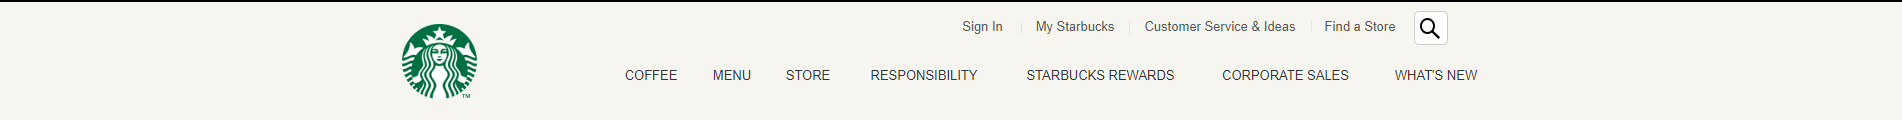 Sign In My Starbucks Customer Service & Ideas Find a Store
COFFEE MENU STORE RESPONSIBILITY STARBUCKS REWARDS CORPORATE SALES WHAT'S NEW
TM